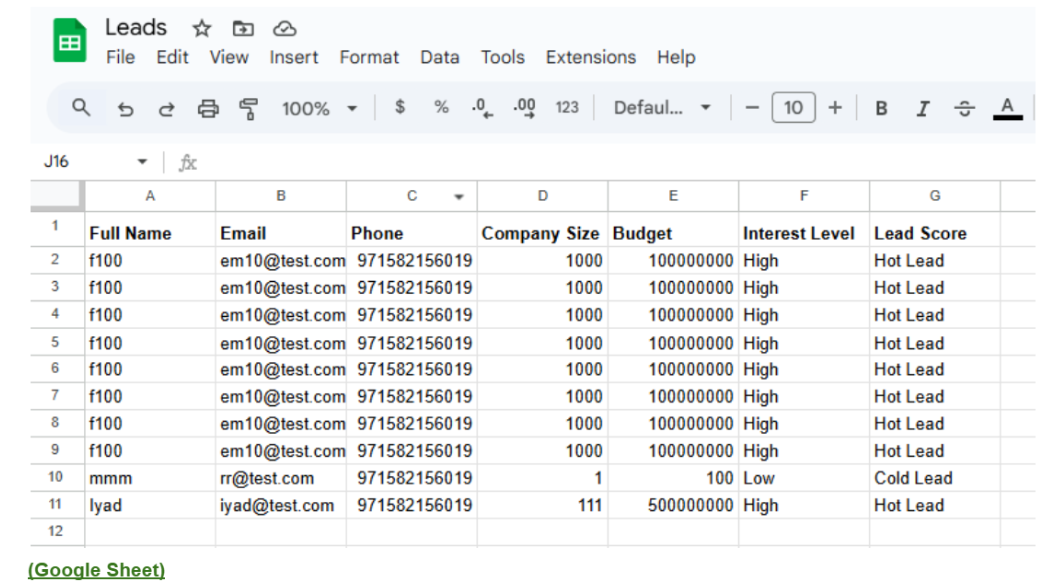 Leads
File Edit View Insert Format Data Tools Extensions Help
100% $ % .0 .00 123 Defaul... − 10 + B I S A
J16 fx
A B C D E F G
1 Full Name Email Phone Company Size Budget Interest Level Lead Score
2 f100 em10@test.com 971582156019 1000 100000000 High Hot Lead
3 f100 em10@test.com 971582156019 1000 100000000 High Hot Lead
4 f100 em10@test.com 971582156019 1000 100000000 High Hot Lead
5 f100 em10@test.com 971582156019 1000 100000000 High Hot Lead
6 f100 em10@test.com 971582156019 1000 100000000 High Hot Lead
7 f100 em10@test.com 971582156019 1000 100000000 High Hot Lead
8 f100 em10@test.com 971582156019 1000 100000000 High Hot Lead
9 f100 em10@test.com 971582156019 1000 100000000 High Hot Lead
10 mmm rr@test.com 971582156019 1 100 Low Cold Lead
11 Iyad iyad@test.com 971582156019 111 500000000 High Hot Lead
12
(Google Sheet)